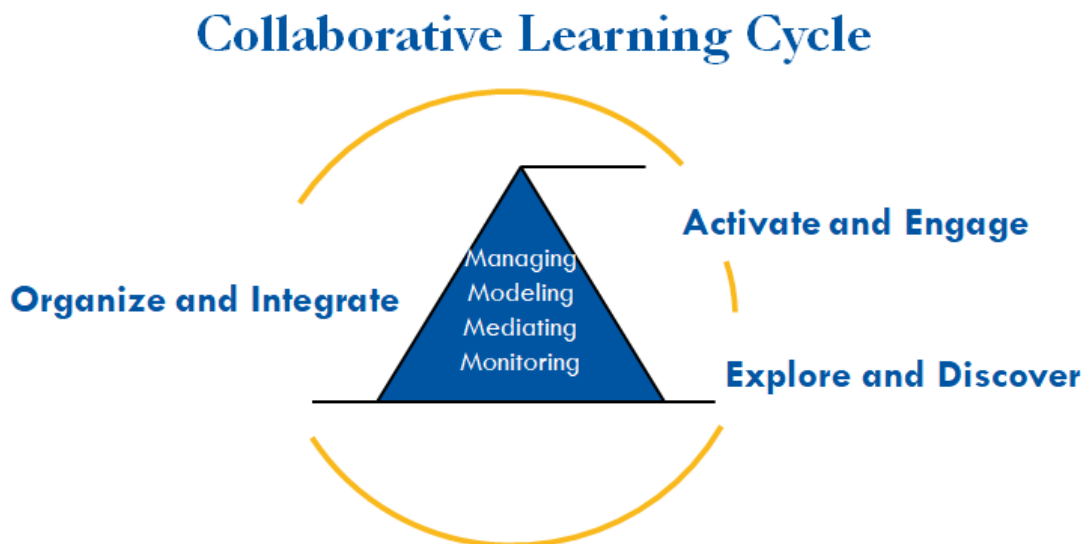 Collaborative Learning Cycle
Activate and Engage
Managing
Modeling
Mediating
Monitoring
Organize and Integrate
Explore and Discover